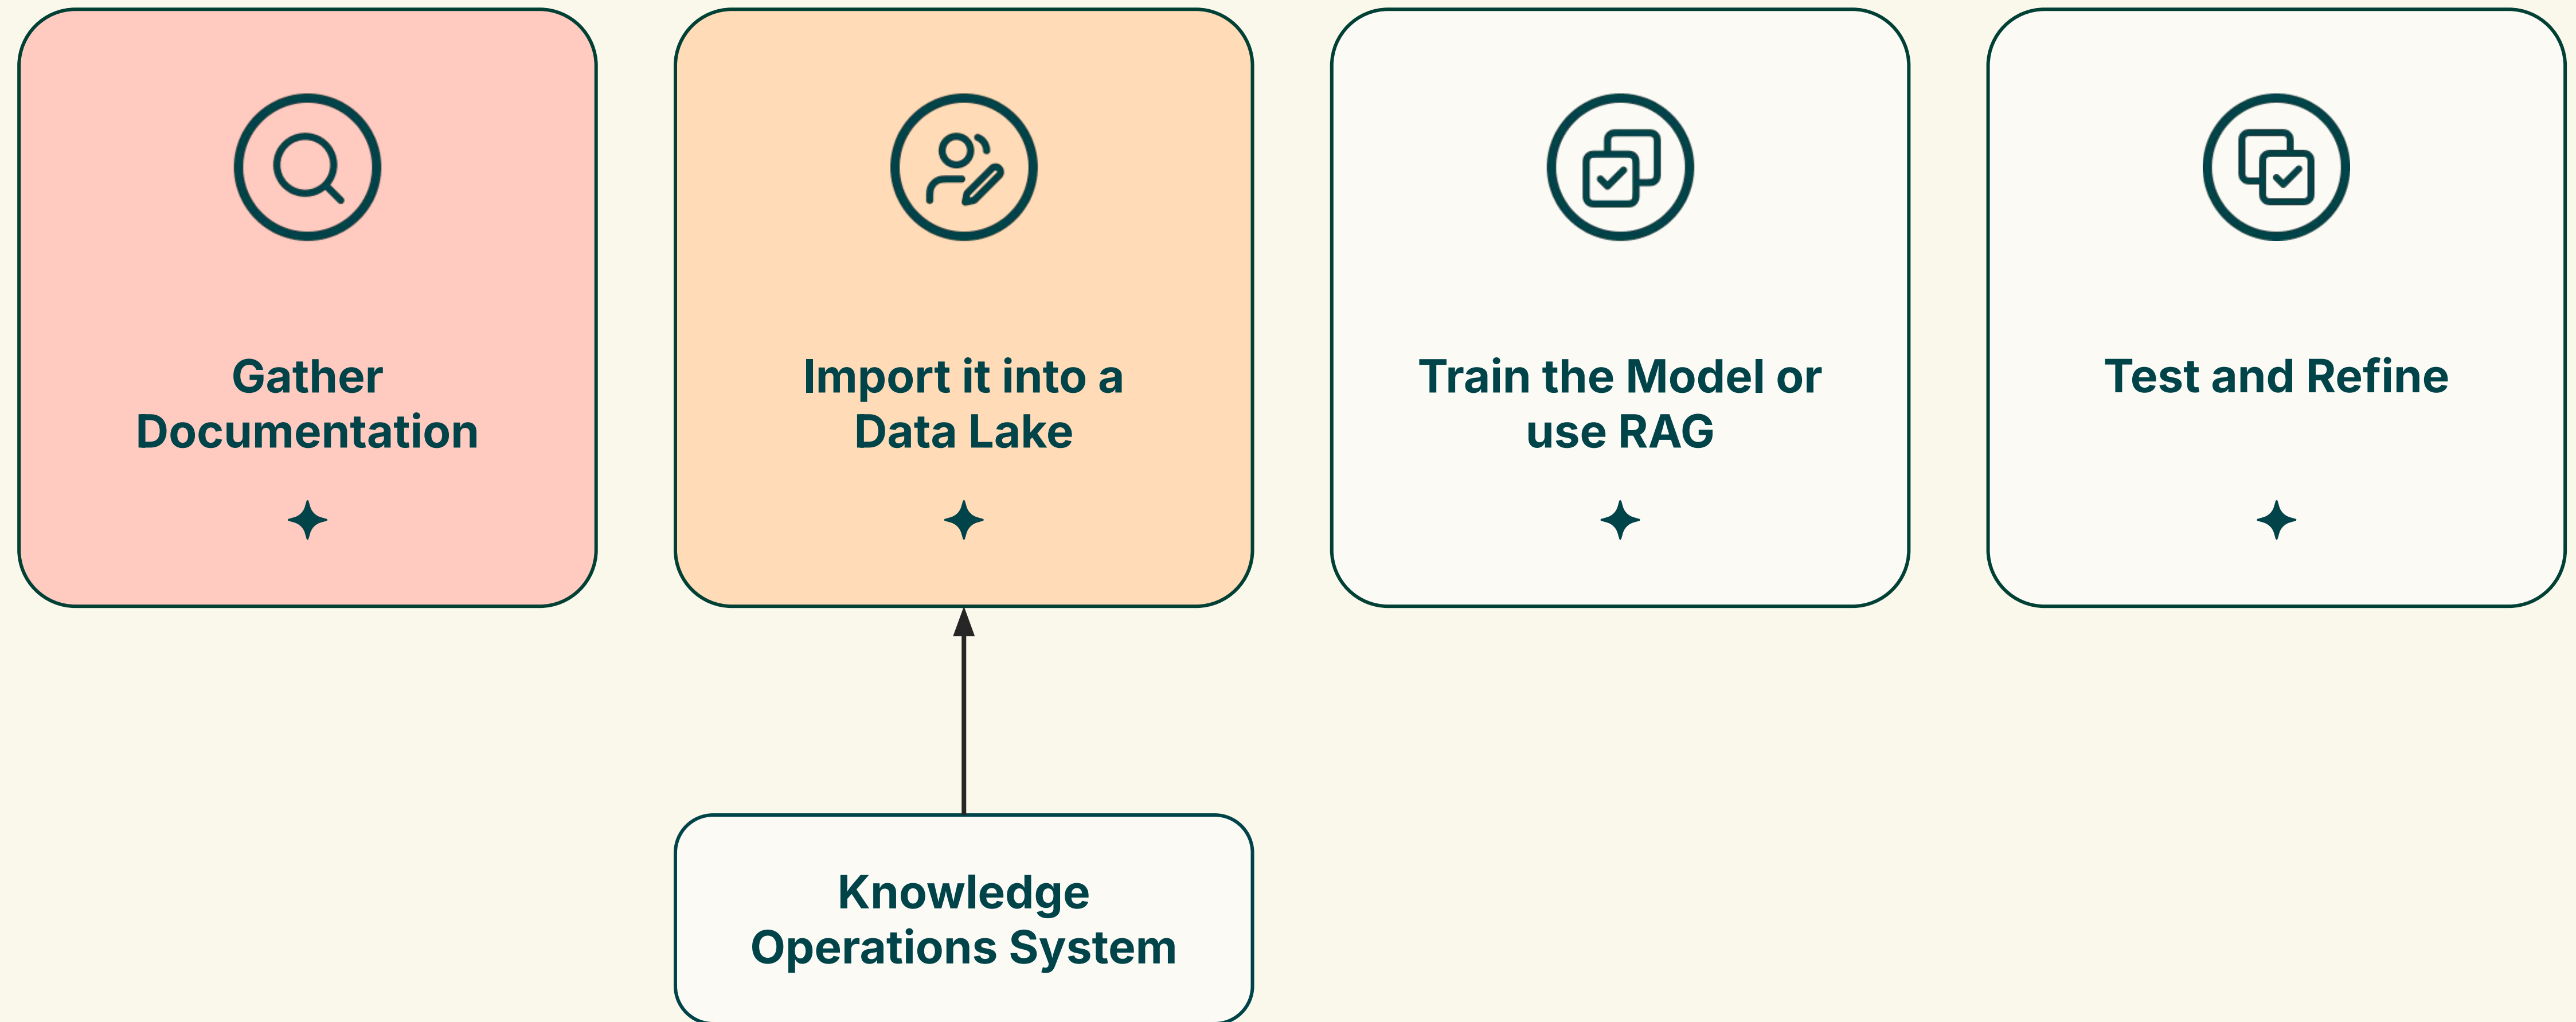 Gather
Documentation
Import it into a
Data Lake
Train the Model or
use RAG
Test and Refine
Knowledge
Operations System